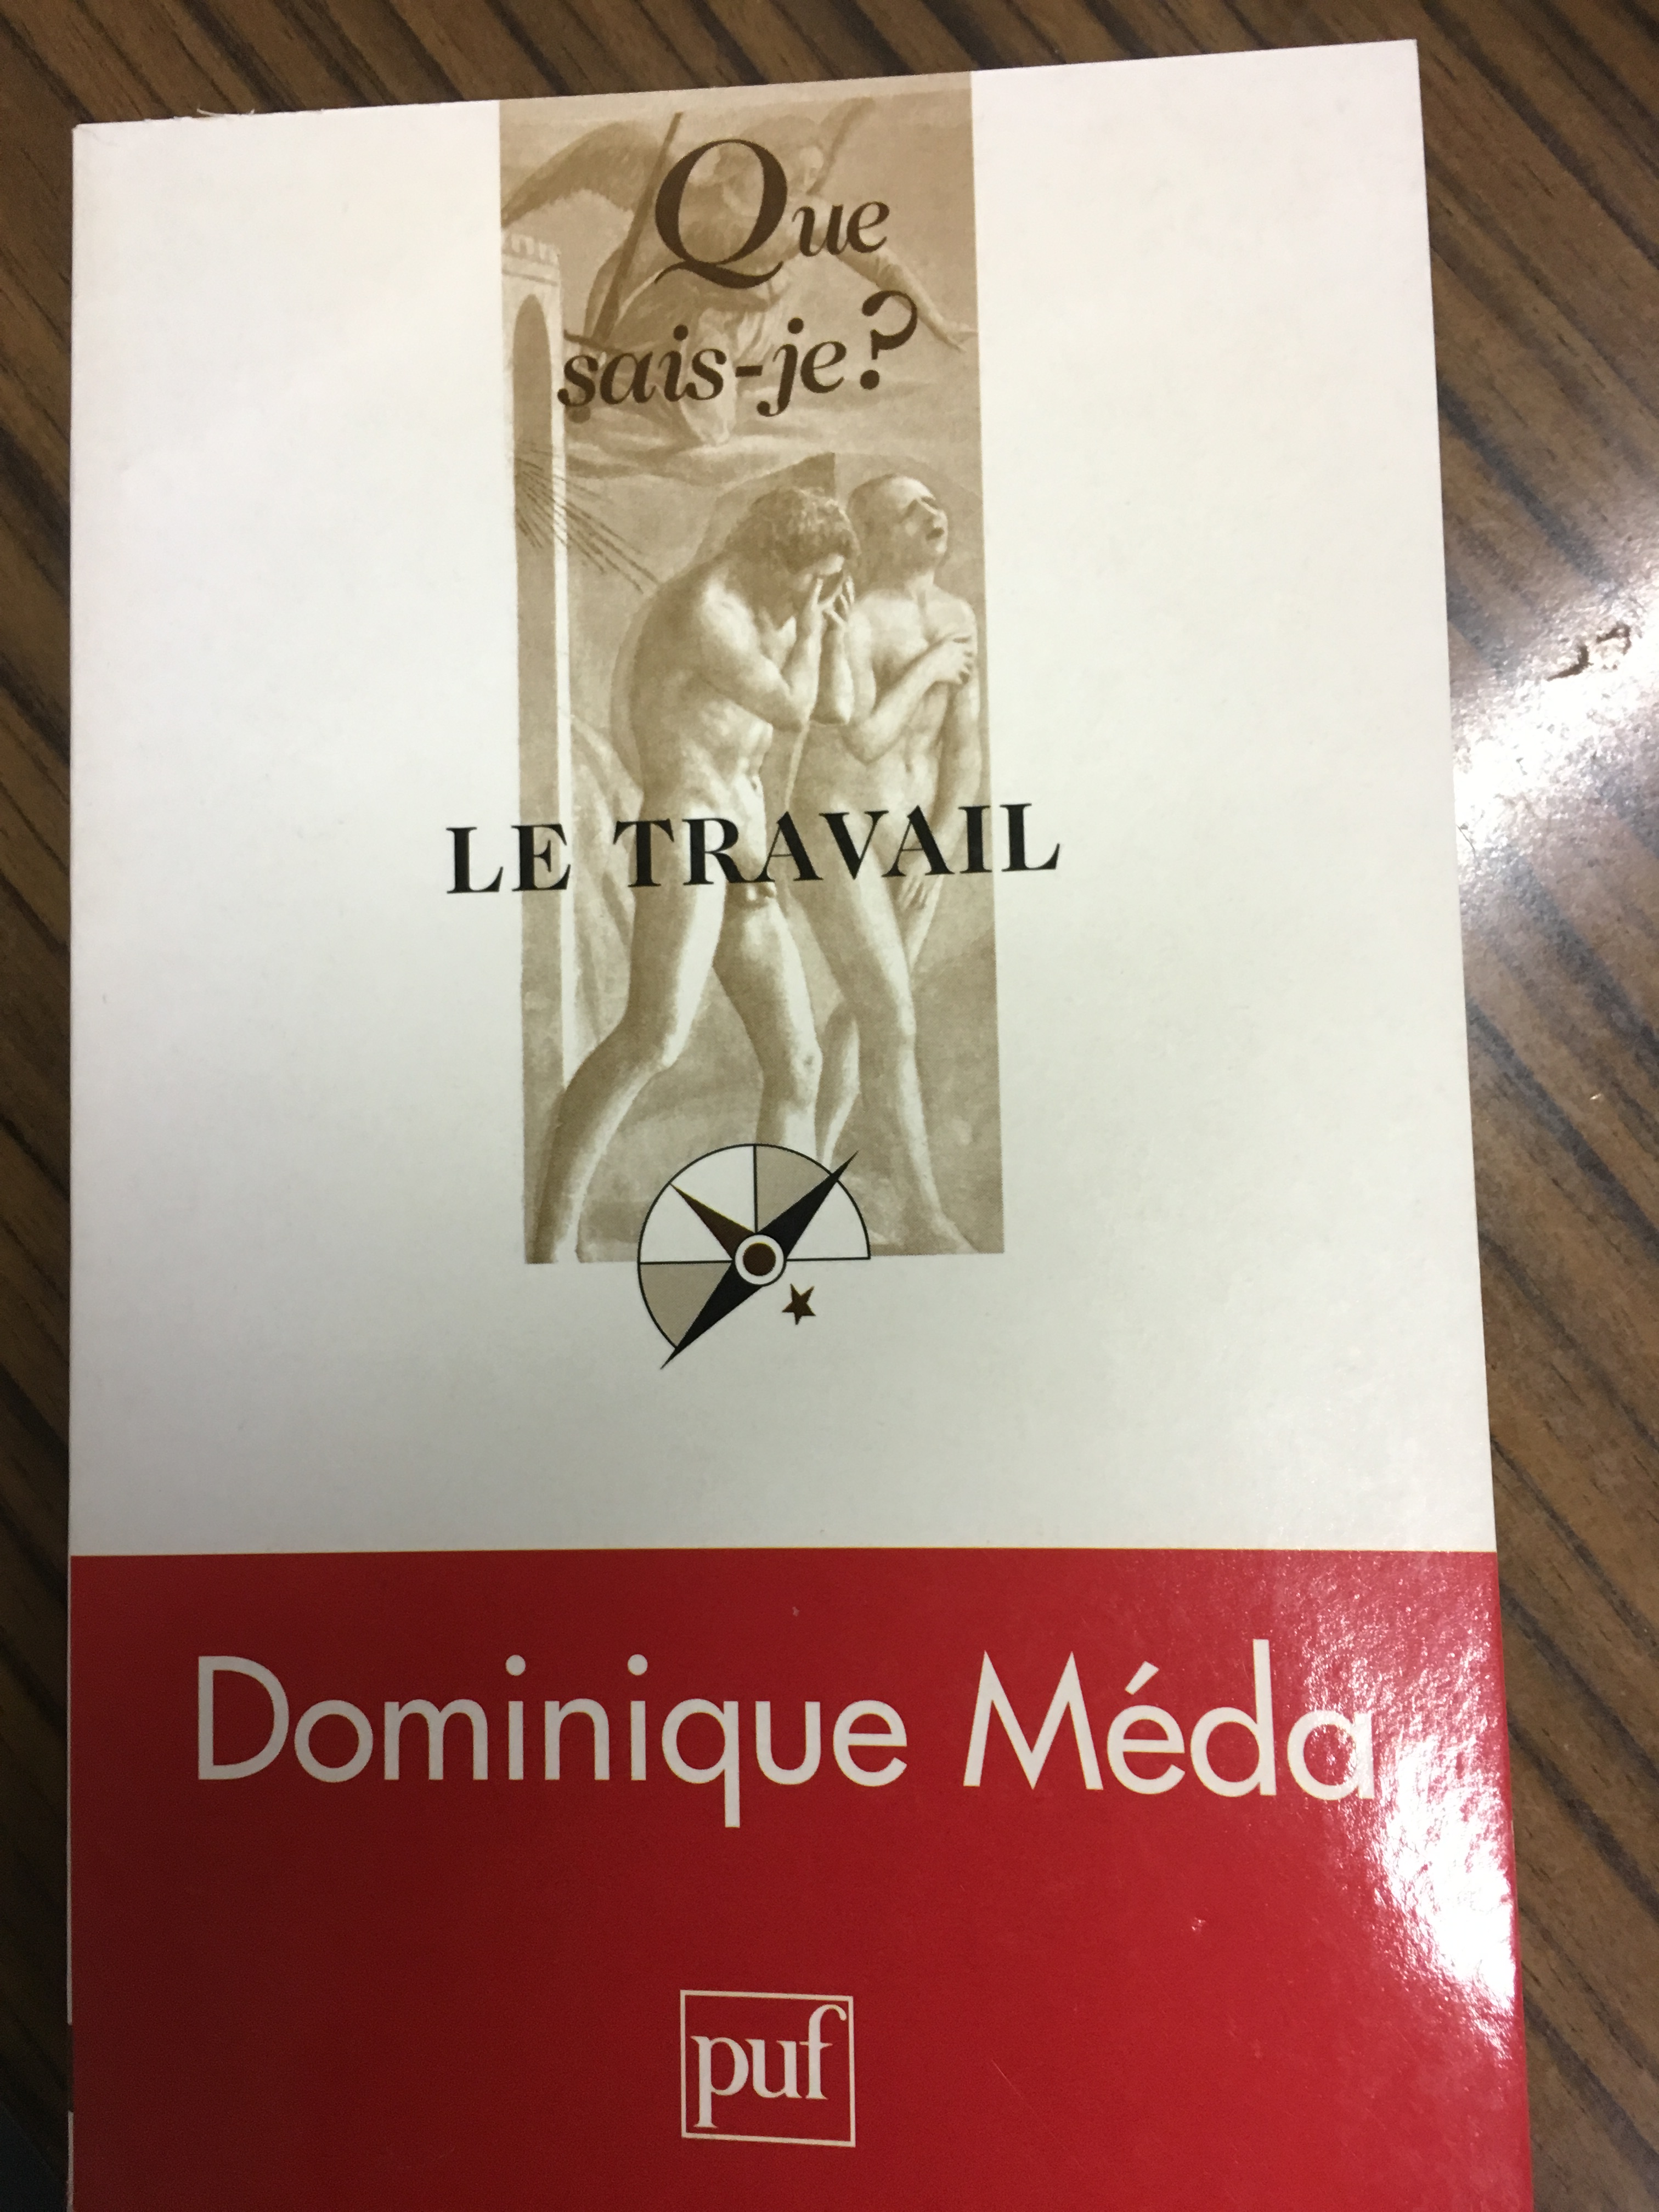 Que
sais-je?
LE TRAVAIL
Dominique Méda
puf